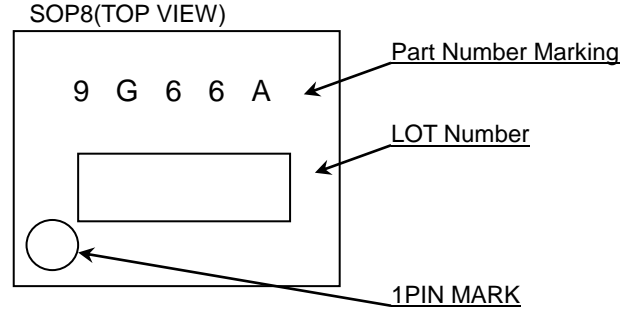 SOP8(TOP VIEW)
Part Number Marking
9 G 6 6 A
LOT Number
1PIN MARK